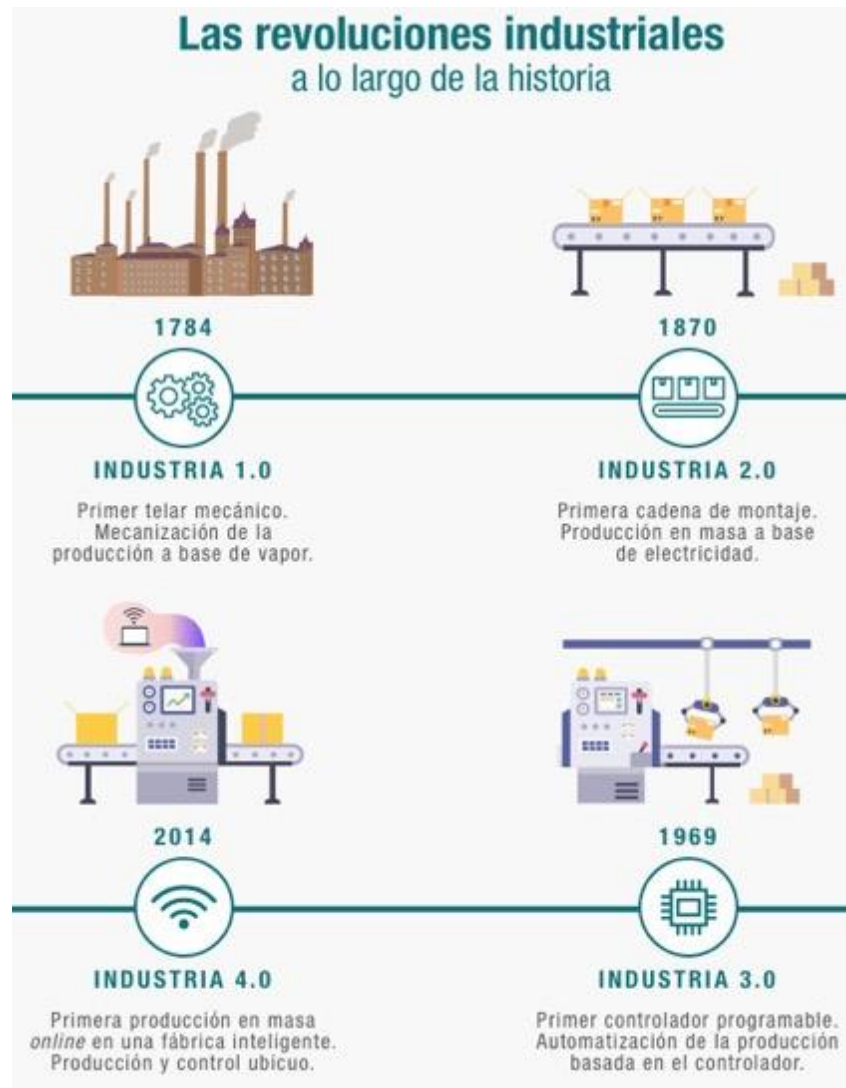 Las revoluciones industriales
a lo largo de la historia
1784
INDUSTRIA 1.0
Primer telar mecánico.
Mecanización de la
producción a base de vapor.
1870
INDUSTRIA 2.0
Primera cadena de montaje.
Producción en masa a base
de electricidad.
1969
INDUSTRIA 3.0
Primer controlador programable.
Automatización de la producción
basada en el controlador.
2014
INDUSTRIA 4.0
Primera producción en masa
online en una fábrica inteligente.
Producción y control ubicuo.